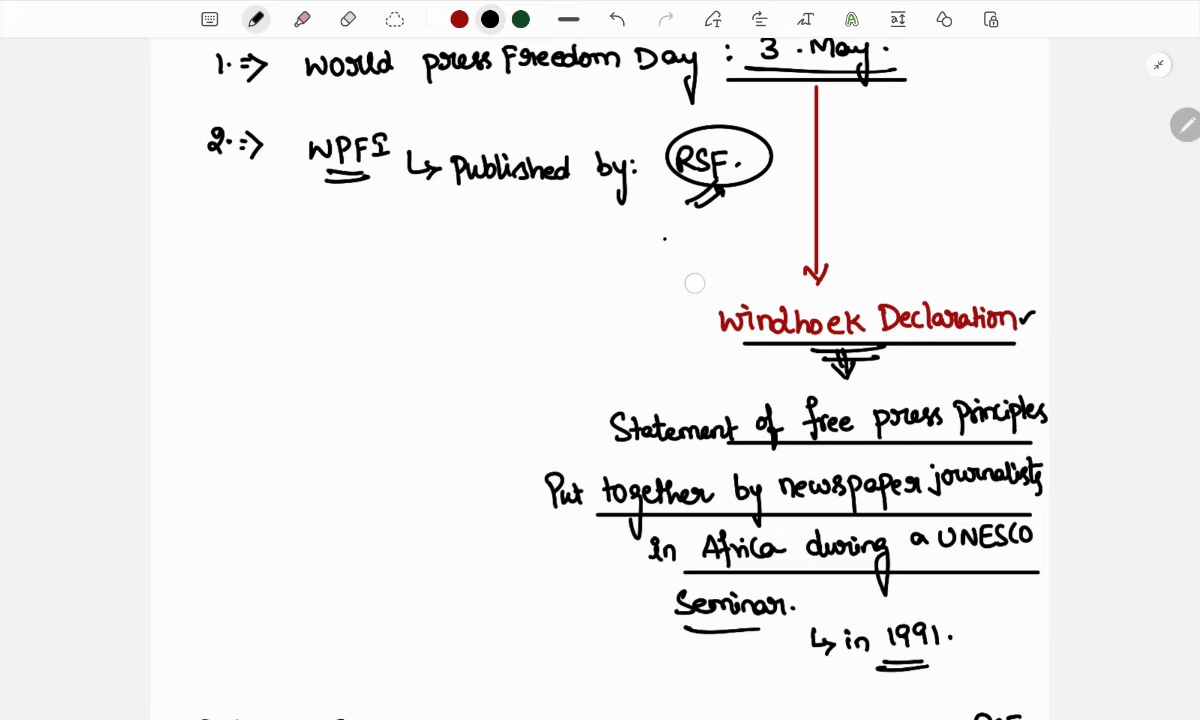 1. => World press Freedom Day : 3 . May .
2. => WPFI ↳ Published by: RSF.
Windhoek Declaration ✓
Statement of free press principles
Put together by newspaper journalists
in Africa during a UNESCO
Seminar.
↳ in 1991.